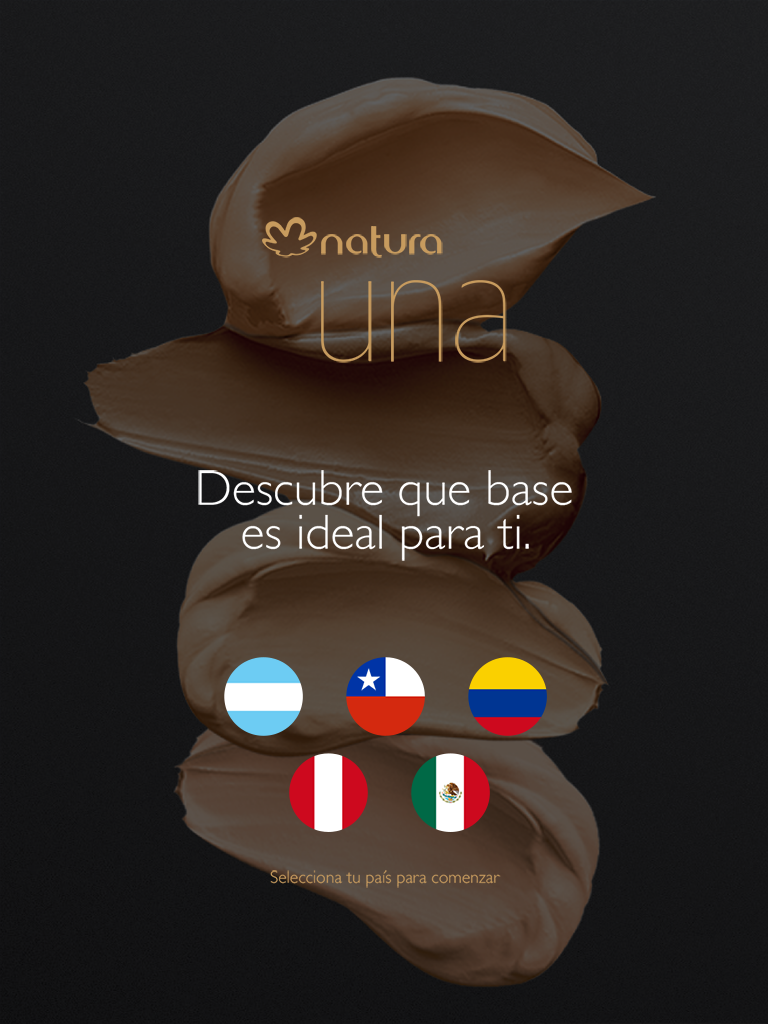 natura
una
Descubre que base
es ideal para ti.
Selecciona tu país para comenzar